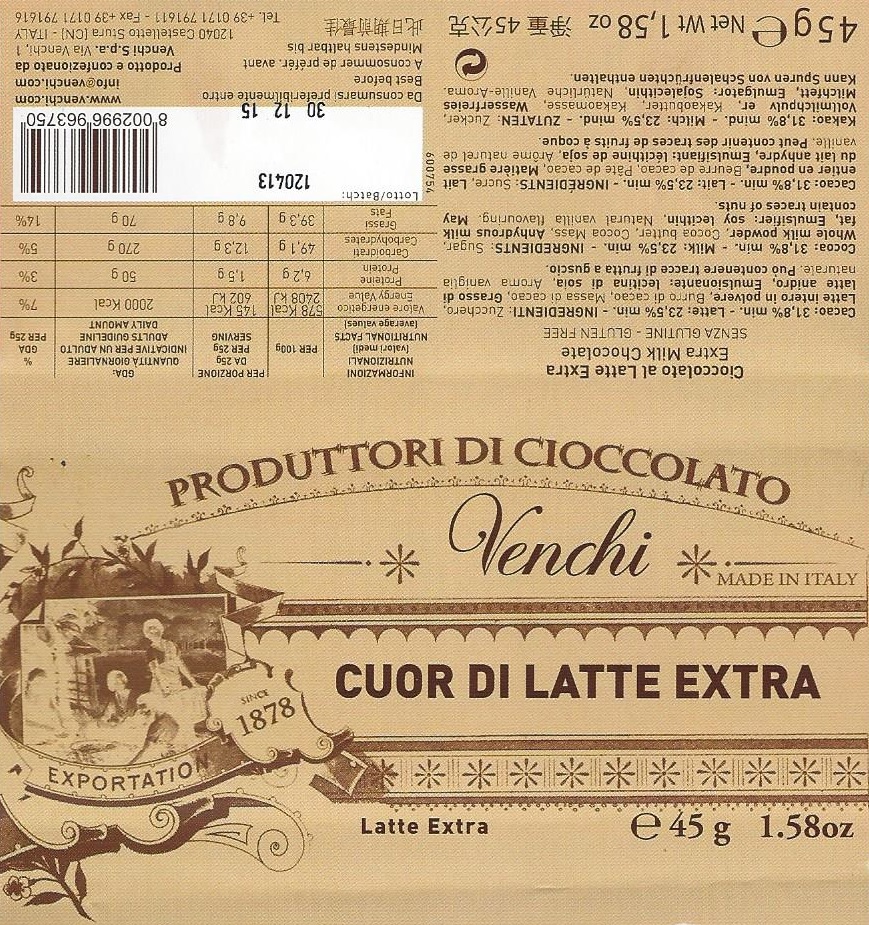 PRODUTTORI DI CIOCCOLATO
Venchi
MADE IN ITALY
CUOR DI LATTE EXTRA
SINCE
1878
EXPORTATION
Latte Extra
e 45 g 1.58oz
Cioccolato al Latte Extra
Extra Milk Chocolate
SENZA GLUTINE - GLUTEN FREE
Cacao: 31,8% min. - Latte: 23,5% min. - INGREDIENTI: Zucchero,
Latte intero in polvere, Burro di cacao, Massa di cacao, Grasso di
latte anidro, Emulsionante: lecitina di soia, Aroma vaniglia
naturale. Può contenere tracce di frutta a guscio.
Cocoa: 31,8% min. - Milk: 23,5% min. - INGREDIENTS: Sugar,
Whole milk powder, Cocoa butter, Cocoa Mass, Anhydrous milk
fat, Emulsifier: soy lecithin, Natural vanilla flavouring. May
contain traces of nuts.
Cacao: 31,8% min. - Lait: 23,5% min. - INGRÉDIENTS: Sucre, Lait
entier en poudre, Beurre de cacao, Pâte de cacao, Matière grasse
du lait anhydre, Emulsifiant: lécithine de soja, Arôme naturel de
vanille. Peut contenir des traces de fruits à coque.
Kakao: 31,8% mind. - Milch: 23,5% mind. - ZUTATEN: Zucker,
Vollmilchpulver, Kakaobutter, Kakaomasse, Wasserfreies
Milchfett, Emulgator: Sojalecithin, Natürliche Vanille-Aroma.
Kann Spuren von Schalenfrüchten enthalten.
45g e Net Wt 1,58 oz 淨重 45公克
INFORMAZIONI
NUTRIZIONALI
(valori medi)
NUTRITIONAL FACTS
(average values)
PER 100g
PER PORZIONE
DA 25g
PER 25g
SERVING
GDA:
QUANTITÀ GIORNALIERE
INDICATIVE PER UN ADULTO
ADULTS GUIDELINE
DAILY AMOUNT
%
GDA
PER 25g
Valore energetico 578 Kcal 145 Kcal 2000 Kcal 7%
Energy Value 2408 kJ 602 kJ
Proteine 6,2 g 1,5 g 50 g 3%
Protein
Carboidrati 49,1 g 12,3 g 270 g 5%
Carbohydrates
Grassi 39,3 g 9,8 g 70 g 14%
Fats
Lotto/Batch:
120413
600754
30 12 15
8 002996 963750
Da consumarsi preferibilmente entro
Best before
A consommer de préfér. avant
Mindestens haltbar bis
此日期前最佳
www.venchi.com
info@venchi.com
Confezionato e prodotto da
Venchi s.p.a. Via Venchi 1,
12040 Castelletto Stura (CN) - ITALY
Tel. +39 0171 791611 - Fax +39 0171 791616